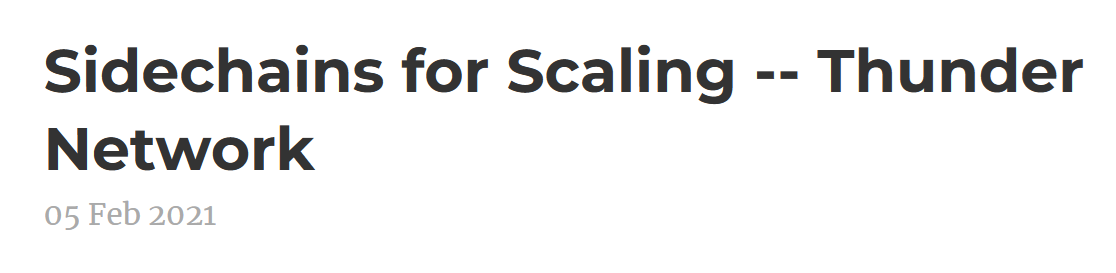 Sidechains for Scaling -- Thunder
Network
05 Feb 2021